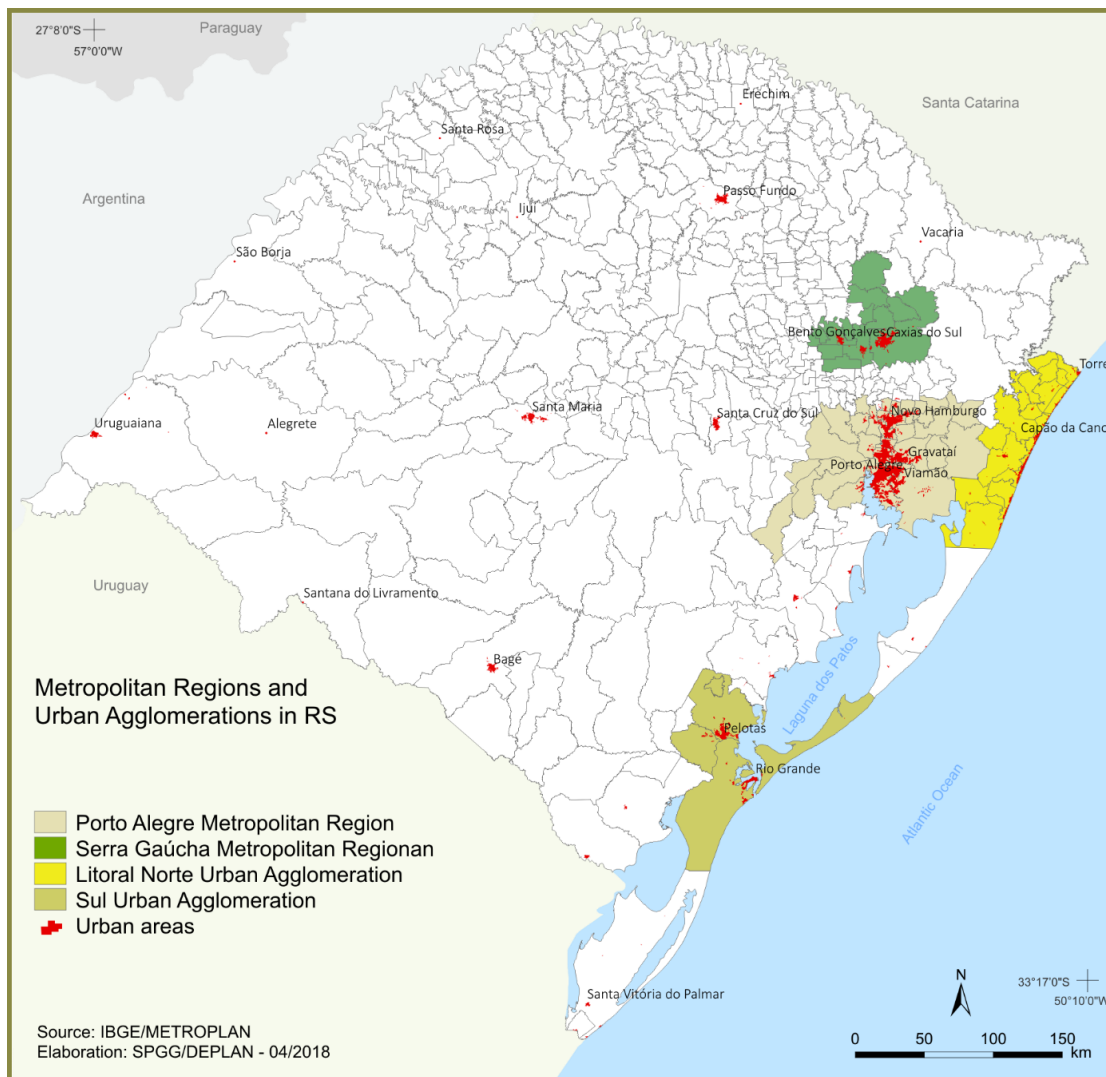 27°8'0"S
57°0'0"W
Paraguay
Santa Catarina
Argentina
Uruguay
Erechim
Santa Rosa
Passo Fundo
Ijuí
Vacaria
São Borja
Bento Gonçalves
Caxias do Sul
Torre
Santa Maria
Santa Cruz do Sul
Novo Hamburgo
Uruguaiana
Alegrete
Capão da Cano
Gravataí
Porto Alegre
Viamão
Santana do Livramento
Bagé
Laguna dos Patos
Pelotas
Rio Grande
Atlantic Ocean
Santa Vitória do Palmar
Metropolitan Regions and
Urban Agglomerations in RS
Porto Alegre Metropolitan Region
Serra Gaúcha Metropolitan Regionan
Litoral Norte Urban Agglomeration
Sul Urban Agglomeration
Urban areas
Source: IBGE/METROPLAN
Elaboration: SPGG/DEPLAN - 04/2018
N
33°17'0"S
50°10'0"W
0 50 100 150
km